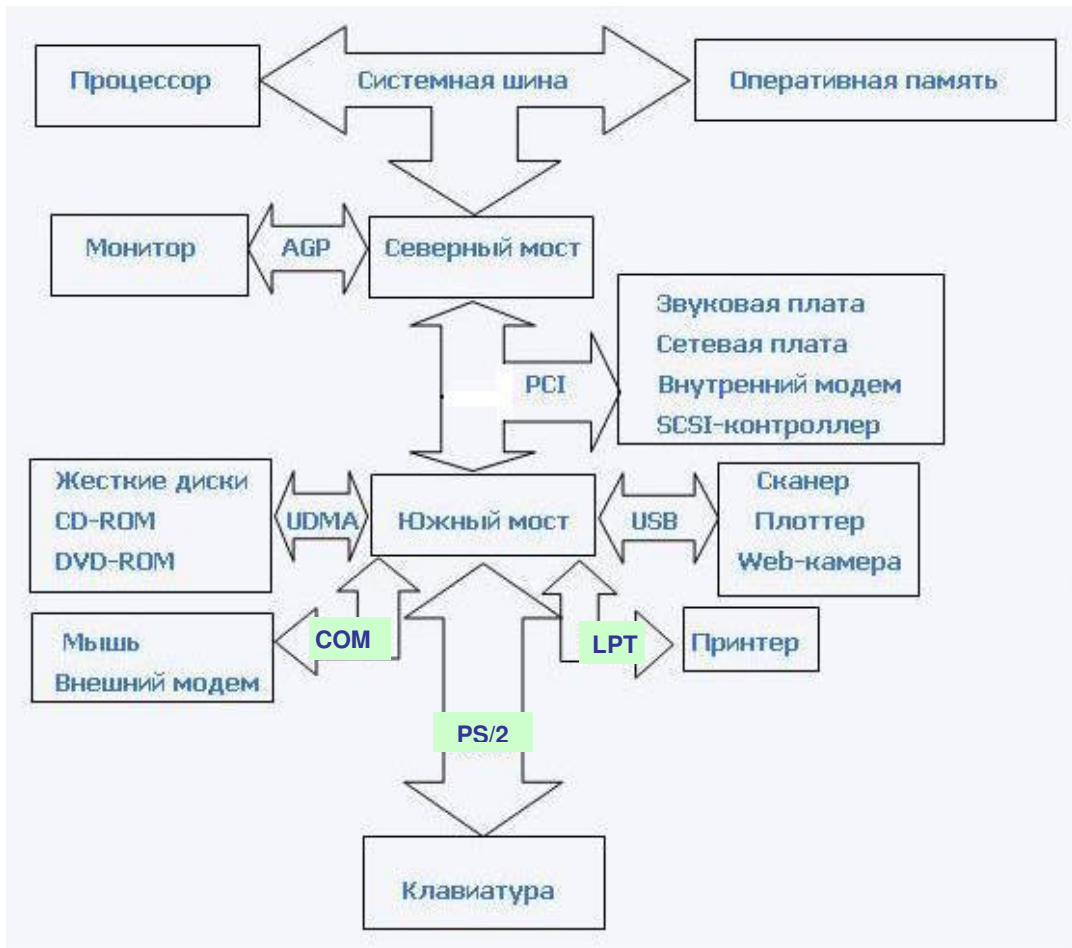 Процессор
Системная шина
Оперативная память
Монитор
AGP
Северный мост
Звуковая плата
Сетевая плата
Внутренний модем
SCSI-контроллер
PCI
Жесткие диски
CD-ROM
DVD-ROM
UDMA
Южный мост
USB
Сканер
Плоттер
Web-камера
Мышь
Внешний модем
COM
LPT
Принтер
PS/2
Клавиатура